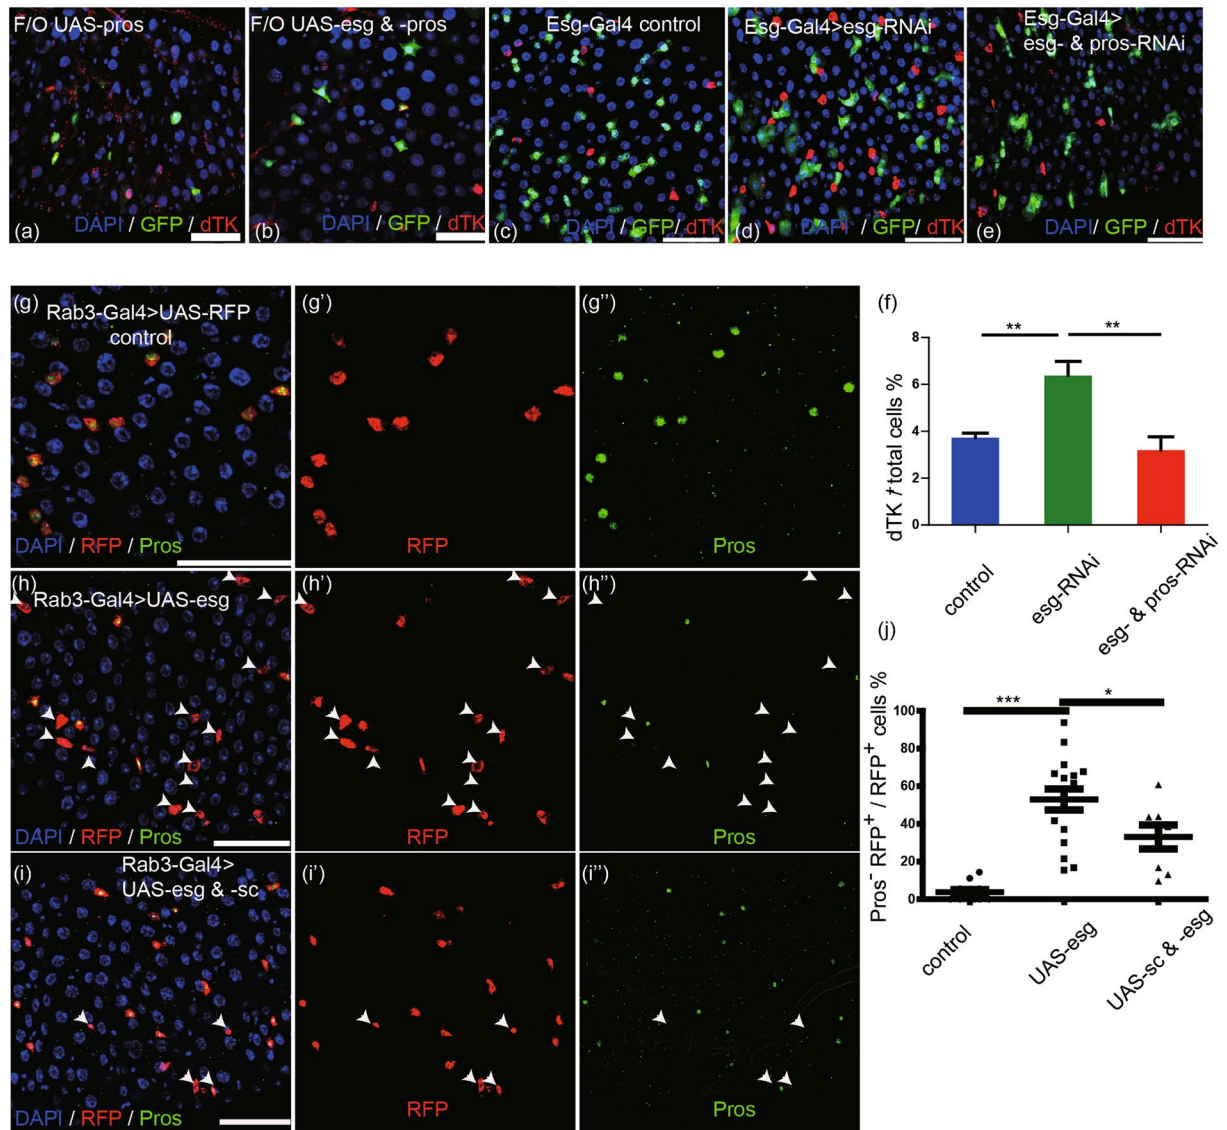 F/O UAS-pros
DAPI / GFP / dTK
(a)
F/O UAS-esg & -pros
DAPI / GFP / dTK
(b)
Esg-Gal4 control
DAPI / GFP/ dTK
(c)
Esg-Gal4>esg-RNAi
DAPI / GFP/ dTK
(d)
Esg-Gal4>
esg- & pros-RNAi
DAPI/ GFP / dTK
(e)
(g)
Rab3-Gal4>UAS-RFP
control
DAPI / RFP / Pros
(g')
RFP
(g'')
Pros
(f)
** **
8
6
4
2
0
dTK / total cells %
control
esg-RNAi
esg- & pros-RNAi
(h)
Rab3-Gal4>UAS-esg
DAPI / RFP / Pros
(h')
RFP
(h'')
Pros
(i)
Rab3-Gal4>
UAS-esg & -sc
DAPI / RFP / Pros
(i')
RFP
(i'')
Pros
(j)
*** *
100
80
60
40
20
0
Pros⁻ RFP⁺ / RFP⁺ cells %
control
UAS-esg
UAS-sc & -esg